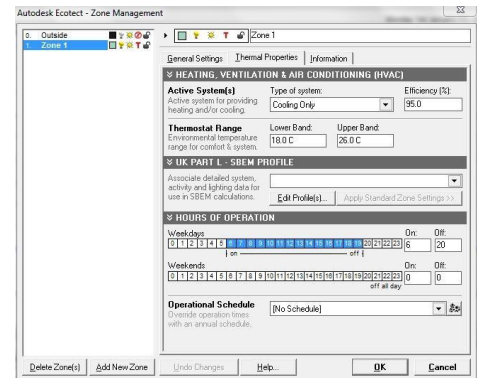 Autodesk Ecotect - Zone Management
0. Outside
1. Zone 1
Zone 1
General Settings Thermal Properties Information
HEATING, VENTILATION & AIR CONDITIONING (HVAC)
Active System(s) Type of system: Efficiency (%):
Active system for providing Cooling Only 95.0
heating and/or cooling.
Thermostat Range Lower Band: Upper Band:
Environmental temperature 18.0 C 26.0 C
range for comfort & system.
UK PART L - SBEM PROFILE
Associate detailed system,
activity and lighting data for
use in SBEM calculations. Edit Profile(s)... Apply Standard Zone Settings >>
HOURS OF OPERATION
Weekdays On: Off:
0 1 2 3 4 5 6 7 8 9 10 11 12 13 14 15 16 17 18 19 20 21 22 23 6 20
on off
Weekends On: Off:
0 1 2 3 4 5 6 7 8 9 10 11 12 13 14 15 16 17 18 19 20 21 22 23 0 0
off all day
Operational Schedule [No Schedule]
Override operation times
with an annual schedule.
Delete Zone(s) Add New Zone Undo Changes Help... OK Cancel